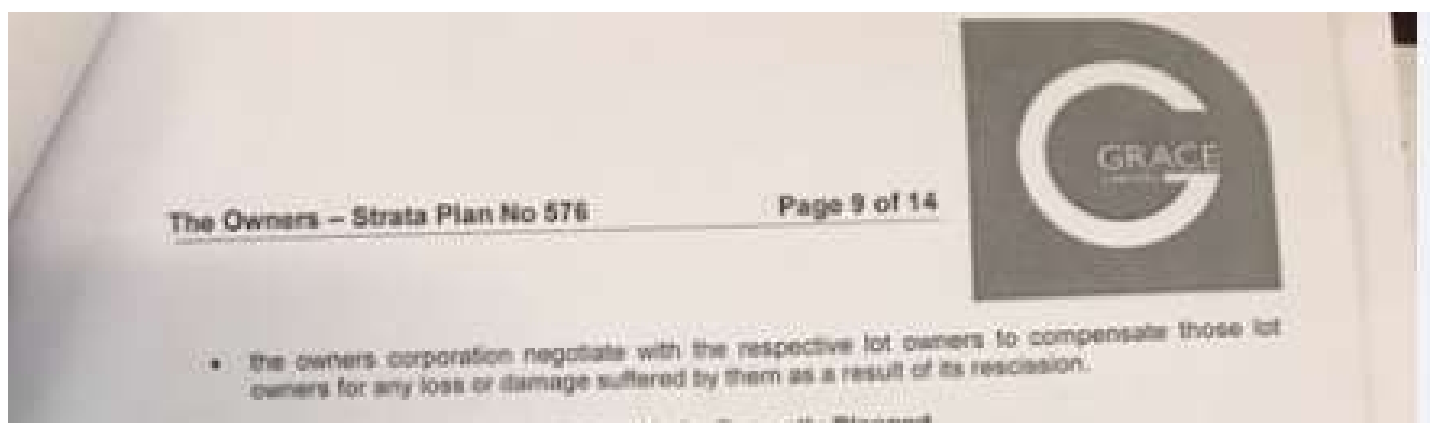 GRACE
The Owners – Strata Plan No 576 Page 9 of 14
• the owners corporation negotiate with the respective lot owners to compensate those lot
owners for any loss or damage suffered by them as a result of its rescission.